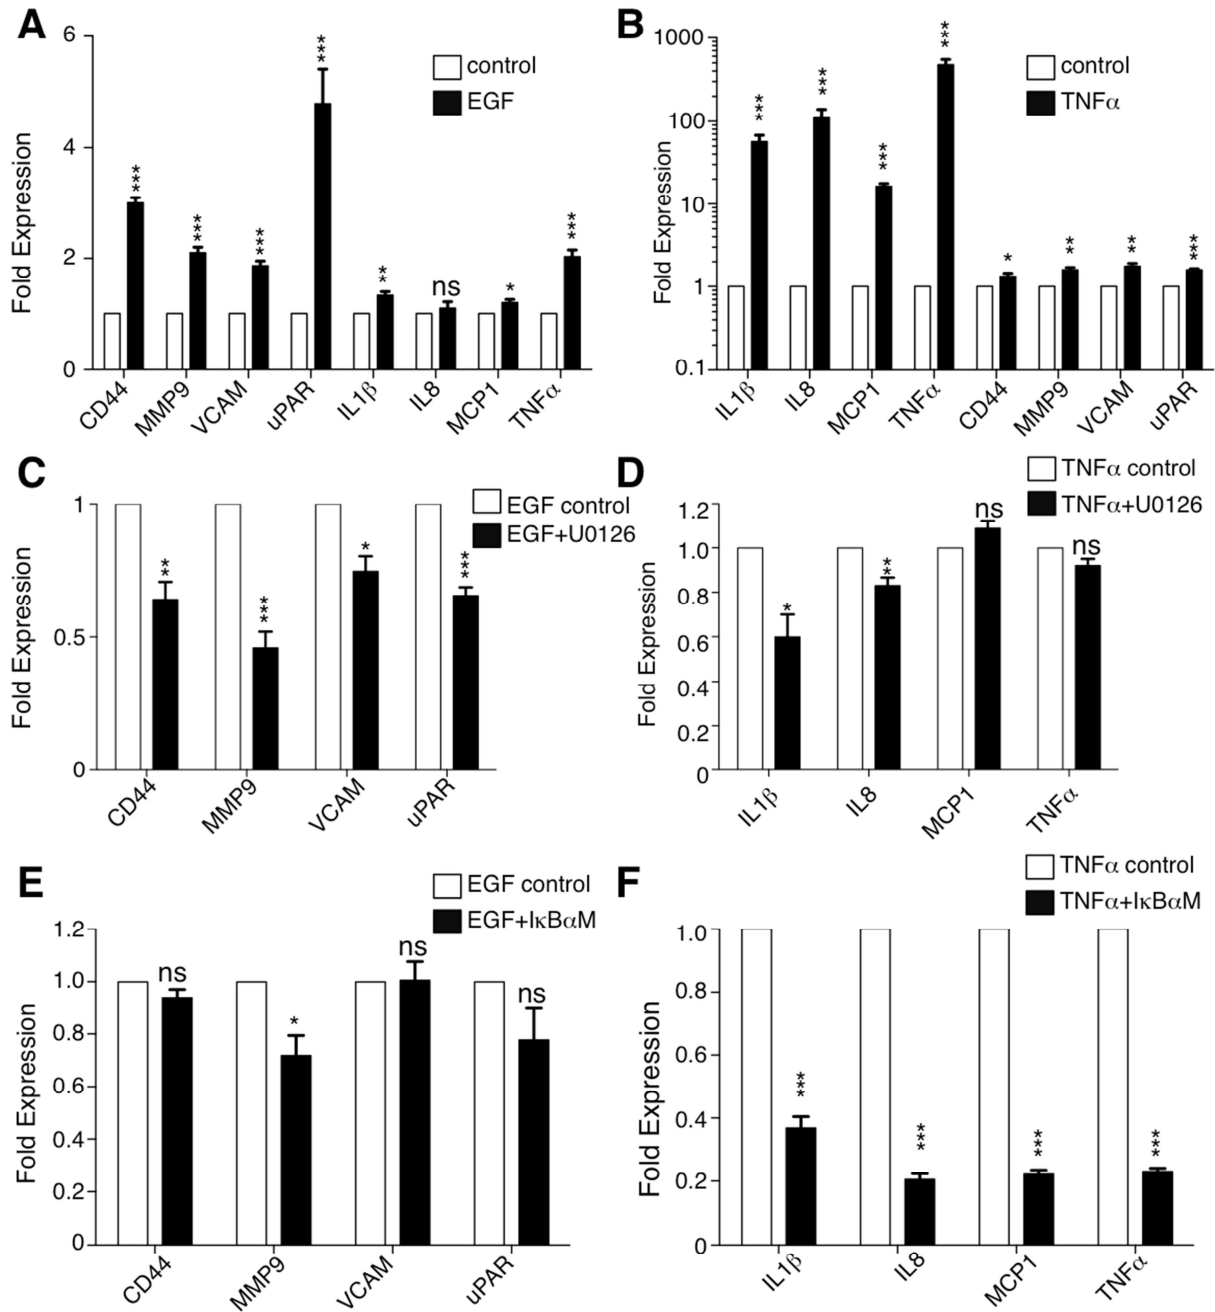 A
6
4
2
0
Fold Expression
control
EGF
***
***
***
***
**
ns
*
***
CD44
MMP9
VCAM
uPAR
IL1β
IL8
MCP1
TNFα
B
1000
100
10
1
0.1
Fold Expression
control
TNFα
***
***
***
***
*
**
**
***
IL1β
IL8
MCP1
TNFα
CD44
MMP9
VCAM
uPAR
C
1
0.5
0
Fold Expression
EGF control
EGF+U0126
**
***
*
***
CD44
MMP9
VCAM
uPAR
D
1.2
1.0
0.8
0.6
0.4
0.2
0
Fold Expression
TNFα control
TNFα+U0126
*
**
ns
ns
IL1β
IL8
MCP1
TNFα
E
1.2
1.0
0.8
0.6
0.4
0.2
0
Fold Expression
EGF control
EGF+IκBαM
ns
*
ns
ns
CD44
MMP9
VCAM
uPAR
F
1.0
0.8
0.6
0.4
0.2
0
Fold Expression
TNFα control
TNFα+IκBαM
***
***
***
***
IL1β
IL8
MCP1
TNFα